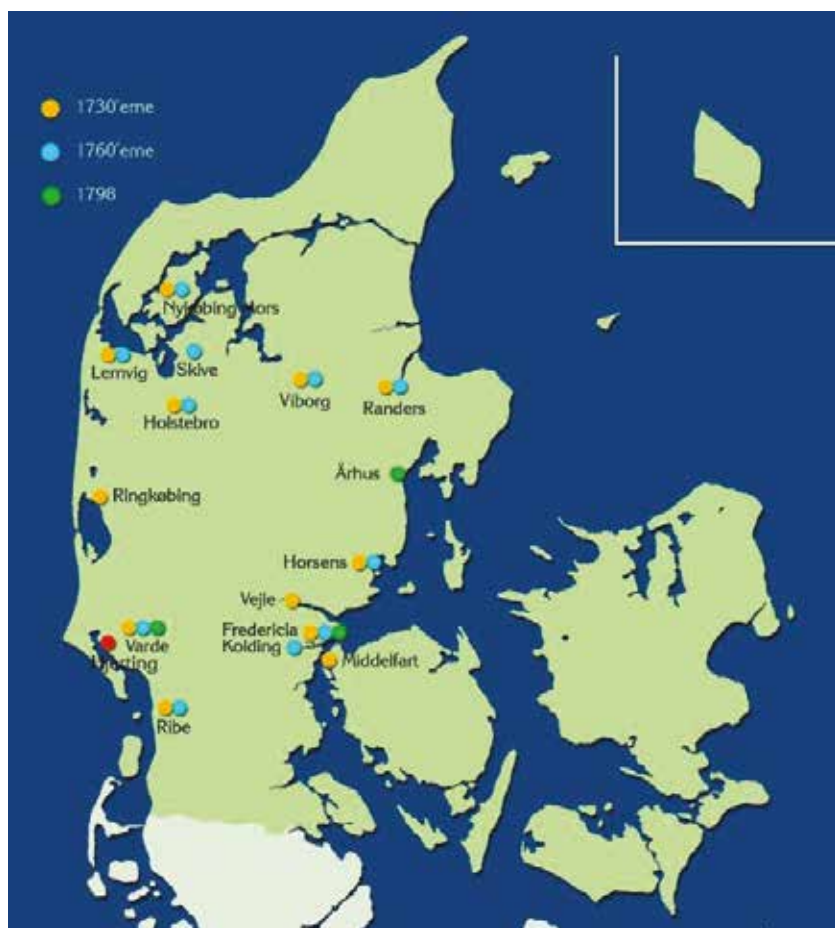 1730'erne
1760'erne
1798
Nykøbing Mors
Lemvig
Skive
Viborg
Randers
Holstebro
Århus
Ringkøbing
Horsens
Vejle
Fredericia
Kolding
Varde
Hjerting
Middelfart
Ribe